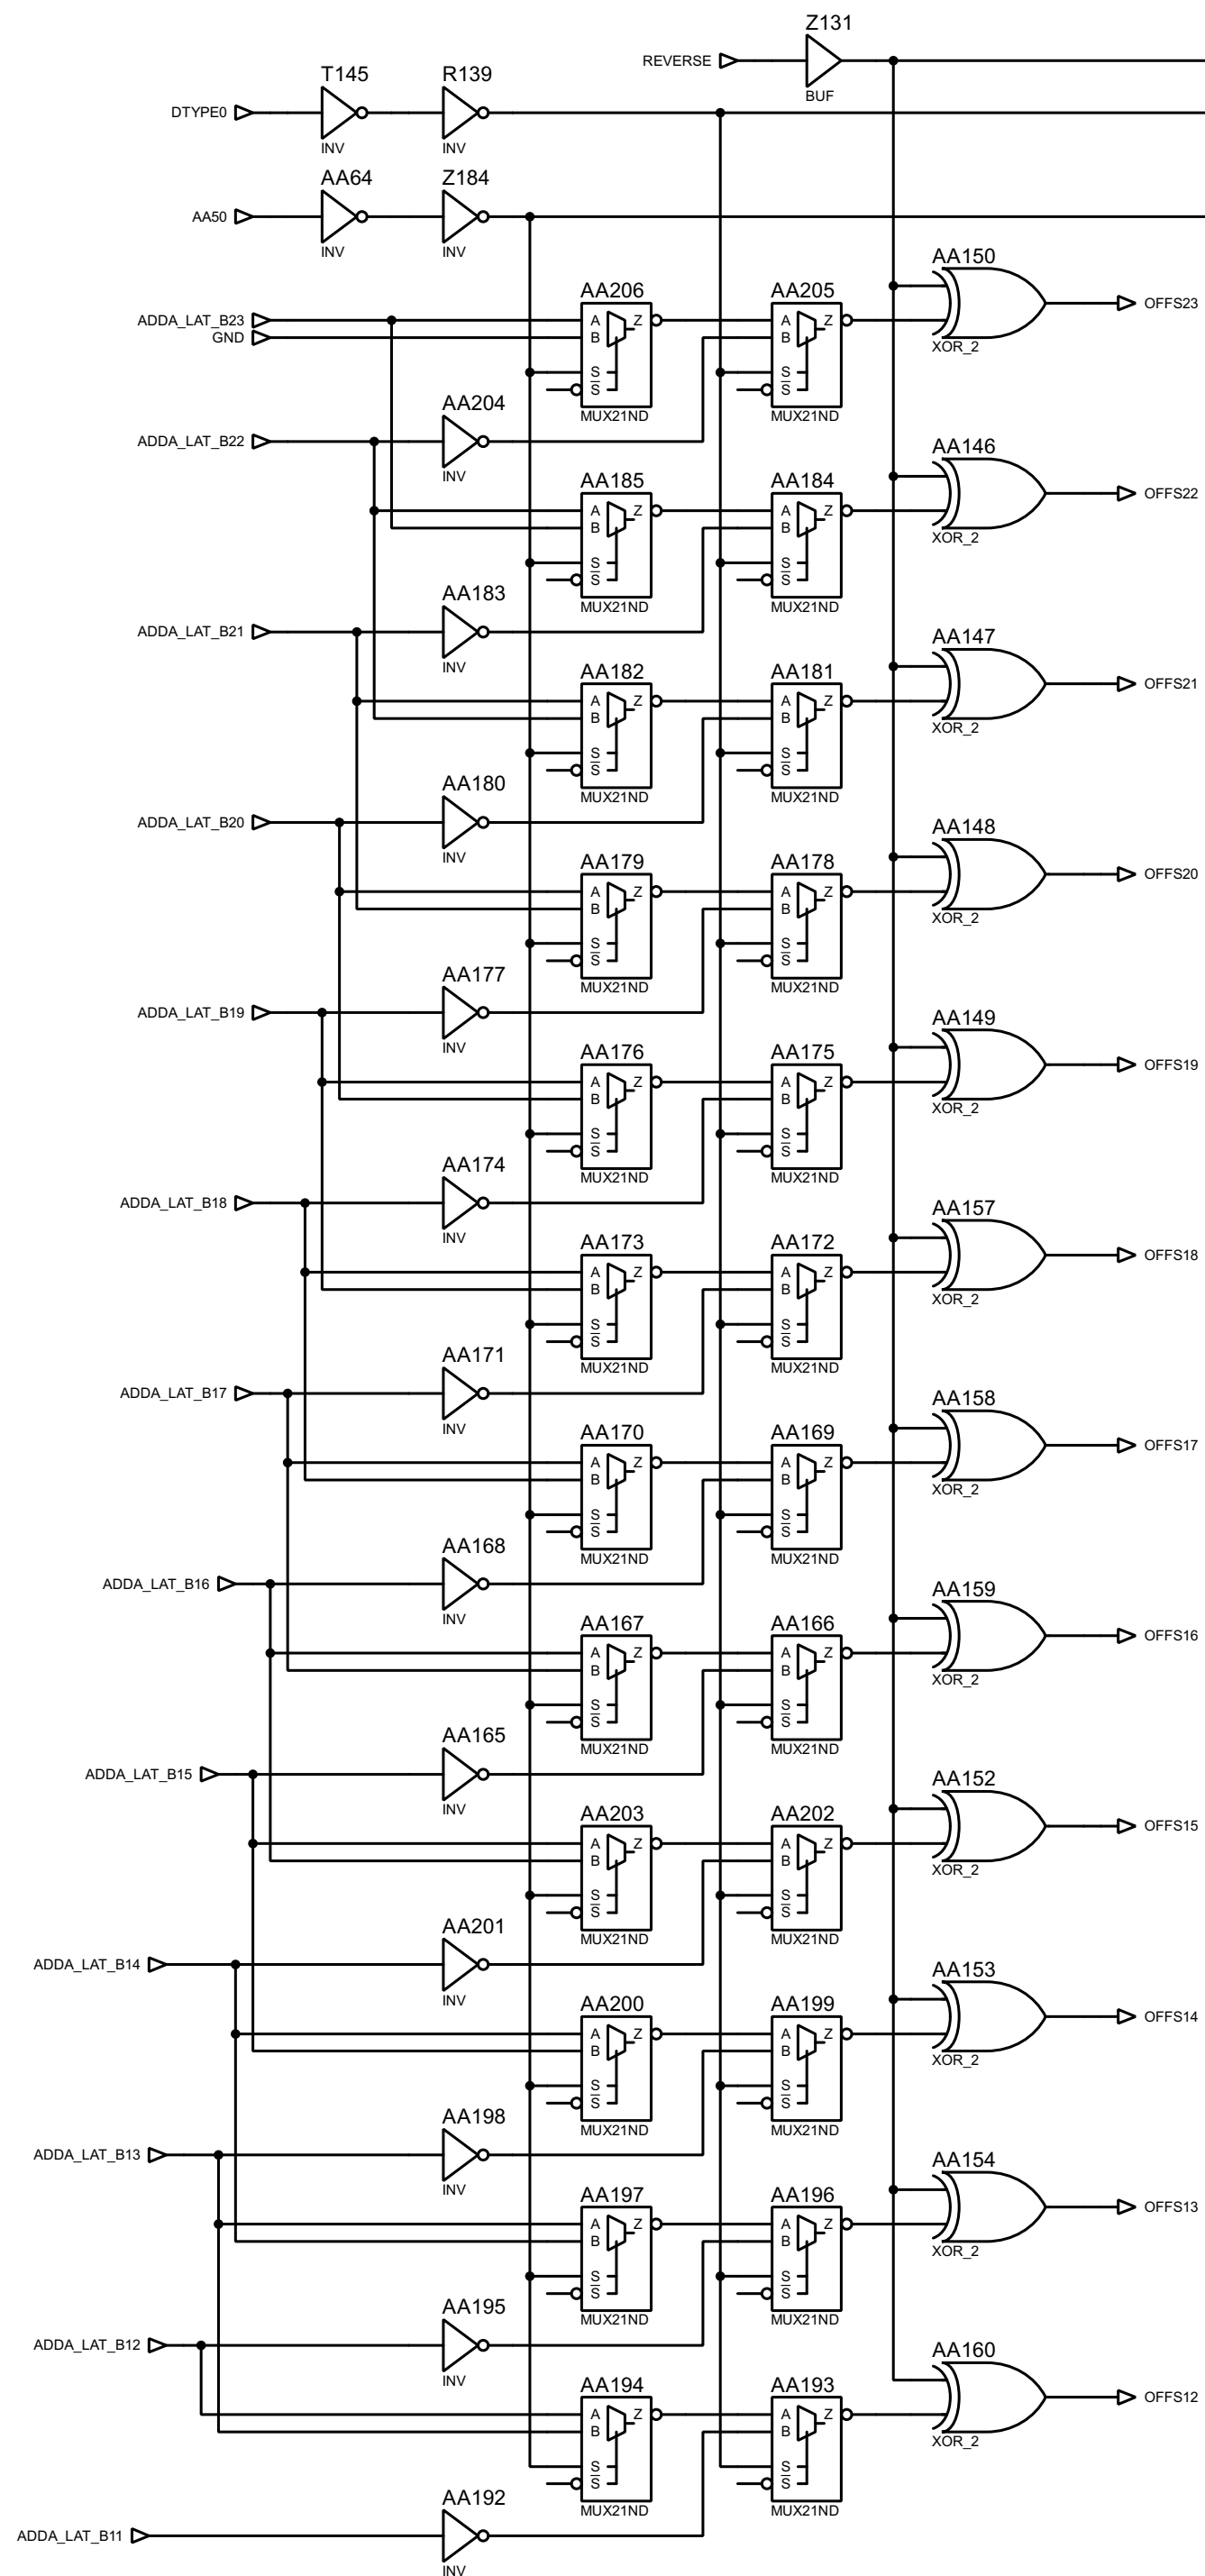 Z131
REVERSE
BUF
T145 R139
DTYPE0
INV INV
AA64 Z184
AA50
INV INV
AA150
AA206 AA205
ADDA_LAT_B23 A Z A Z OFFS23
GND B B
XOR_2
S S
S S
AA204 MUX21ND MUX21ND
ADDA_LAT_B22 AA146
INV
AA185 AA184
A Z A Z OFFS22
B B
XOR_2
S S
S S
AA183 MUX21ND MUX21ND
ADDA_LAT_B21 AA147
INV
AA182 AA181
A Z A Z OFFS21
B B
XOR_2
S S
S S
AA180 MUX21ND MUX21ND
ADDA_LAT_B20 AA148
INV
AA179 AA178
A Z A Z OFFS20
B B
XOR_2
S S
S S
AA177 MUX21ND MUX21ND
ADDA_LAT_B19 AA149
INV
AA176 AA175
A Z A Z OFFS19
B B
XOR_2
S S
S S
AA174 MUX21ND MUX21ND
ADDA_LAT_B18 AA157
INV
AA173 AA172
A Z A Z OFFS18
B B
XOR_2
S S
S S
AA171 MUX21ND MUX21ND
ADDA_LAT_B17 AA158
INV
AA170 AA169
A Z A Z OFFS17
B B
XOR_2
S S
S S
AA168 MUX21ND MUX21ND
ADDA_LAT_B16 AA159
INV
AA167 AA166
A Z A Z OFFS16
B B
XOR_2
S S
S S
AA165 MUX21ND MUX21ND
ADDA_LAT_B15 AA152
INV
AA203 AA202
A Z A Z OFFS15
B B
XOR_2
S S
S S
AA201 MUX21ND MUX21ND
ADDA_LAT_B14 AA153
INV
AA200 AA199
A Z A Z OFFS14
B B
XOR_2
S S
S S
AA198 MUX21ND MUX21ND
ADDA_LAT_B13 AA154
INV
AA197 AA196
A Z A Z OFFS13
B B
XOR_2
S S
S S
AA195 MUX21ND MUX21ND
ADDA_LAT_B12 AA160
INV
AA194 AA193
A Z A Z OFFS12
B B
XOR_2
S S
S S
AA192 MUX21ND MUX21ND
ADDA_LAT_B11
INV